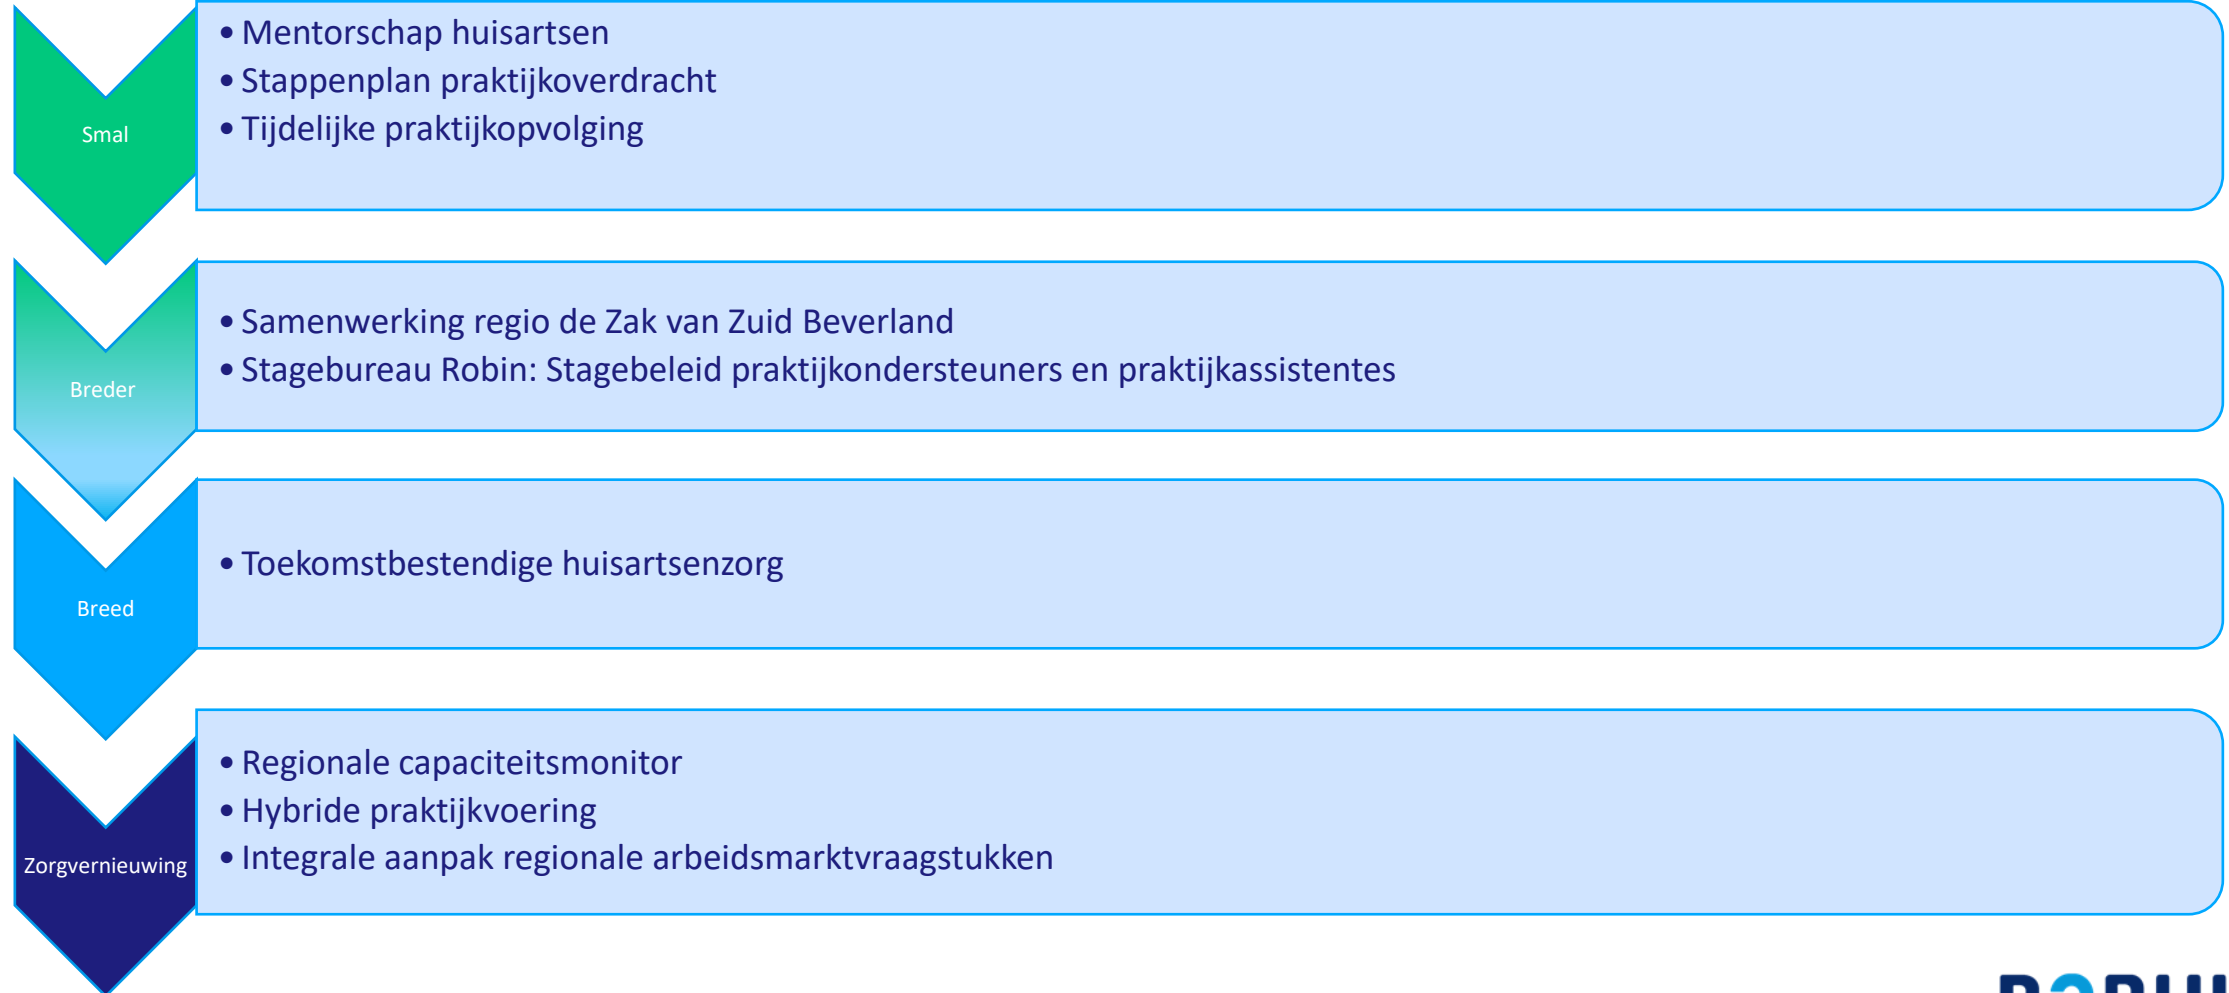 Smal
• Mentorschap huisartsen
• Stappenplan praktijkoverdracht
• Tijdelijke praktijkopvolging
Breder
• Samenwerking regio de Zak van Zuid Beverland
• Stagebureau Robin: Stagebeleid praktijkondersteuners en praktijkassistentes
Breed
• Toekomstbestendige huisartsenzorg
Zorgvernieuwing
• Regionale capaciteitsmonitor
• Hybride praktijkvoering
• Integrale aanpak regionale arbeidsmarktvraagstukken